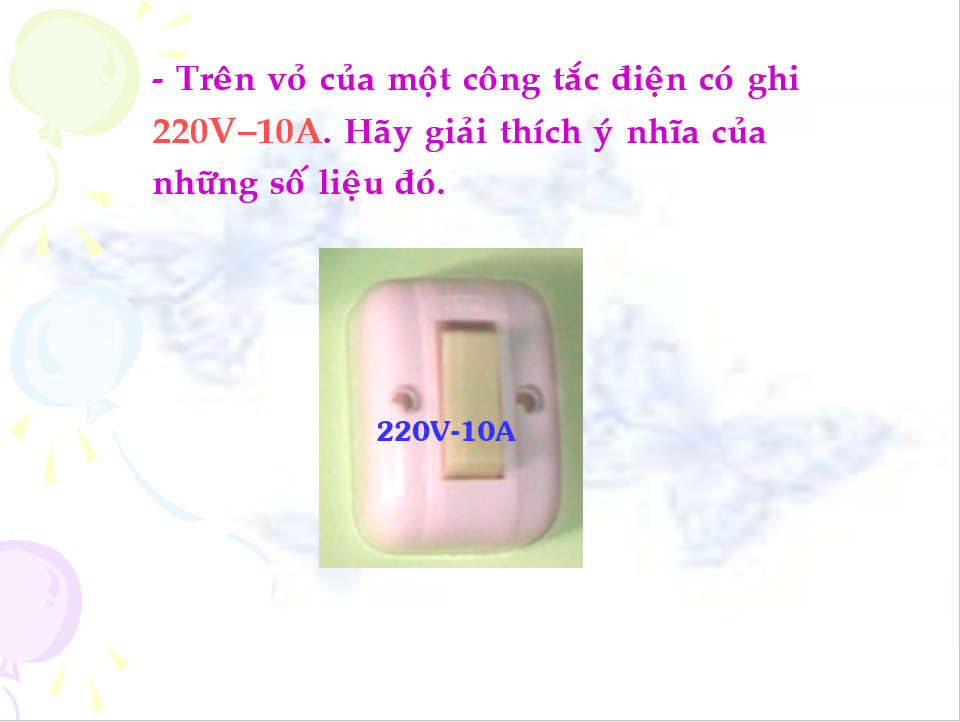 - Trên vỏ của một công tắc điện có ghi
220V–10A. Hãy giải thích ý nhĩa của
những số liệu đó.
220V-10A